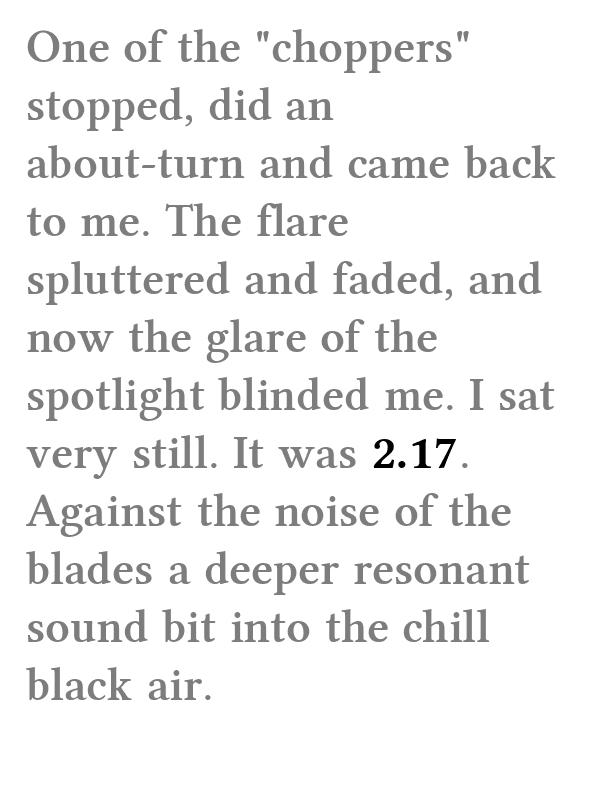 One of the "choppers"
stopped, did an
about-turn and came back
to me. The flare
spluttered and faded, and
now the glare of the
spotlight blinded me. I sat
very still. It was 2.17.
Against the noise of the
blades a deeper resonant
sound bit into the chill
black air.